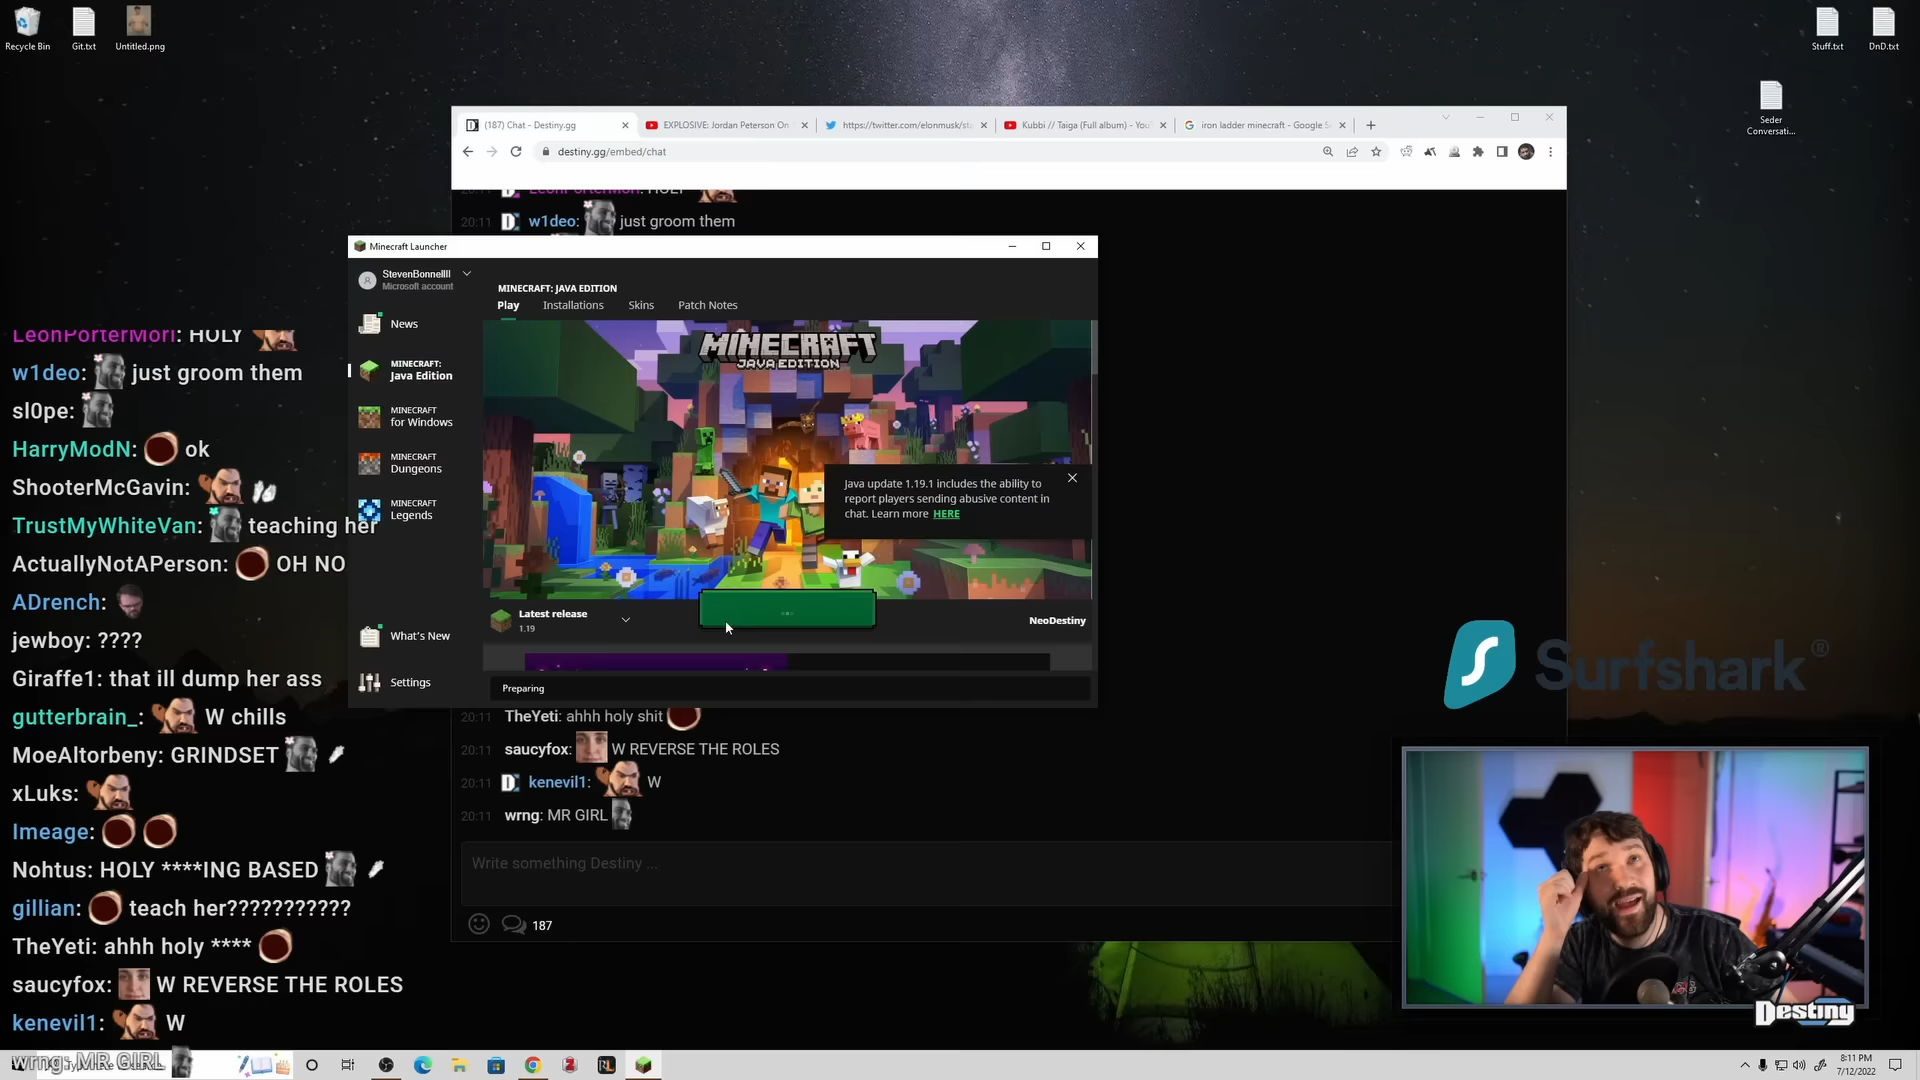 Recycle Bin
Git.txt
Untitled.png
Stuff.txt
DnD.txt
Seder
Conversati...
(187) Chat - Destiny.gg
EXPLOSIVE: Jordan Peterson On
https://twitter.com/elonmusk/sta
Kubbi // Taiga (Full album) - You
iron ladder minecraft - Google S
destiny.gg/embed/chat
20:11 LeonPorterMori: HOLY
20:11 w1deo: just groom them
Minecraft Launcher
StevenBonnellIII
Microsoft account
News
MINECRAFT:
Java Edition
MINECRAFT
for Windows
MINECRAFT
Dungeons
MINECRAFT
Legends
What's New
Settings
MINECRAFT: JAVA EDITION
Play
Installations
Skins
Patch Notes
MINECRAFT
JAVA EDITION
Java update 1.19.1 includes the ability to
report players sending abusive content in
chat. Learn more HERE
Latest release
1.19
NeoDestiny
Preparing
20:11 TheYeti: ahhh holy shit
20:11 saucyfox: W REVERSE THE ROLES
20:11 kenevil1: W
20:11 wrng: MR GIRL
Write something Destiny ...
187
LeonPorterMori: HOLY
w1deo: just groom them
sl0pe:
HarryModN: ok
ShooterMcGavin:
TrustMyWhiteVan: teaching her
ActuallyNotAPerson: OH NO
ADrench:
jewboy: ????
Giraffe1: that ill dump her ass
gutterbrain_: W chills
MoeAltorbeny: GRINDSET
xLuks:
Imeage:
Nohtus: HOLY ****ING BASED
gillian: teach her???????????
TheYeti: ahhh holy ****
saucyfox: W REVERSE THE ROLES
kenevil1: W
wrng: MR GIRL
Surfshark®
Destiny
8:11 PM
7/12/2022